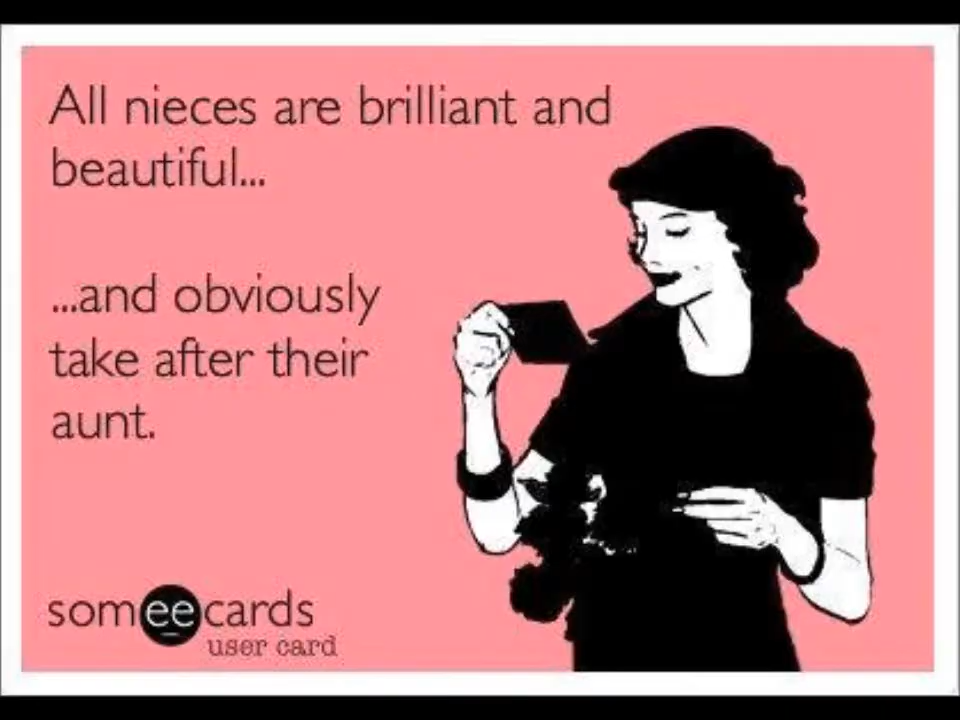 All nieces are brilliant and
beautiful...
...and obviously
take after their
aunt.
someecards
user card